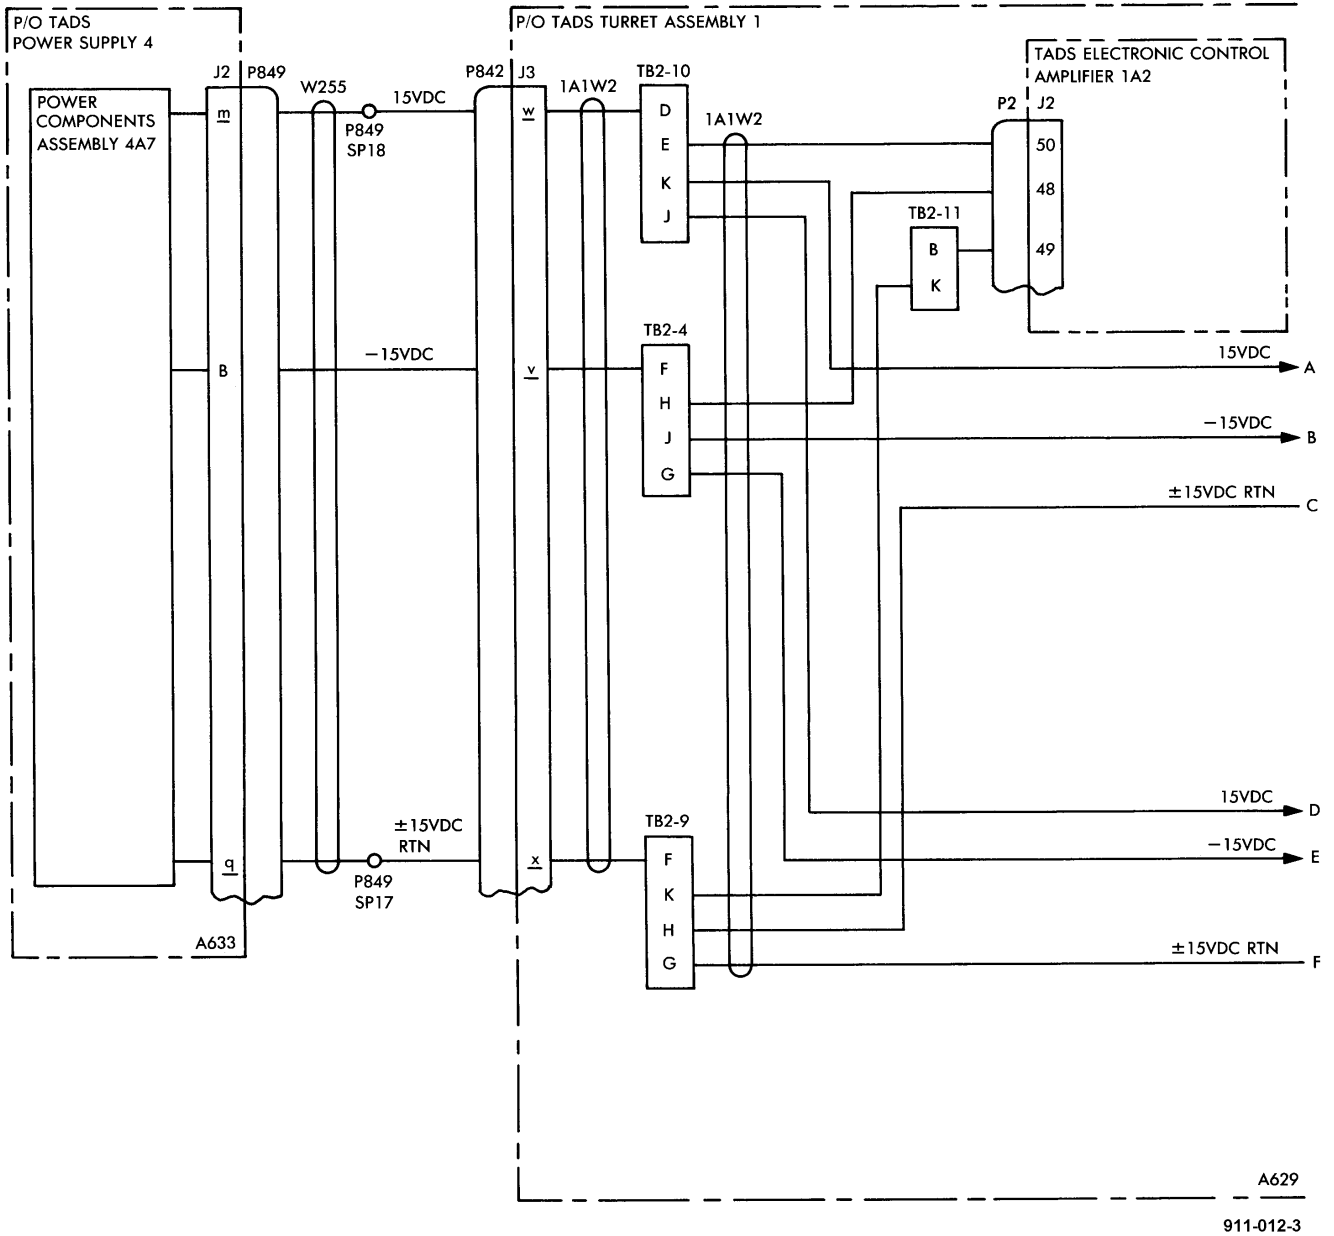 P/O TADS
POWER SUPPLY 4
P/O TADS TURRET ASSEMBLY 1
TADS ELECTRONIC CONTROL
AMPLIFIER 1A2
J2 P849
W255
P842 J3
1A1W2
TB2-10
1A1W2
P2 J2
POWER
COMPONENTS
ASSEMBLY 4A7
m
15VDC
P849
SP18
w
D
E
K
J
50
48
49
TB2-11
B
K
B
−15VDC
v
TB2-4
F
H
J
G
15VDC A
−15VDC B
±15VDC RTN C
15VDC D
−15VDC E
±15VDC RTN F
q
±15VDC
RTN
P849
SP17
x
TB2-9
F
K
H
G
A633
A629
911-012-3